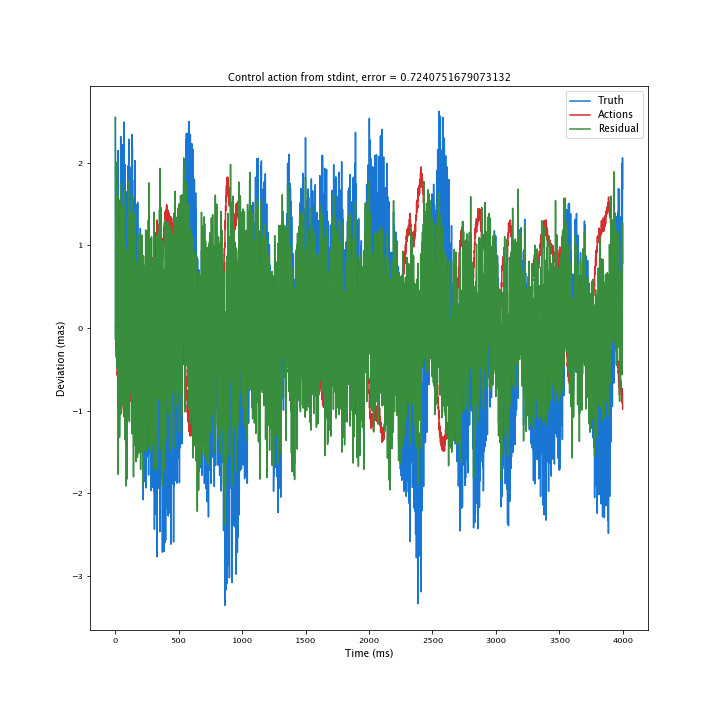 Control action from stdint, error = 0.7240751679073132
Truth
Actions
Residual
Deviation (mas)
2
1
0
−1
−2
−3
0
500
1000
1500
2000
2500
3000
3500
4000
Time (ms)